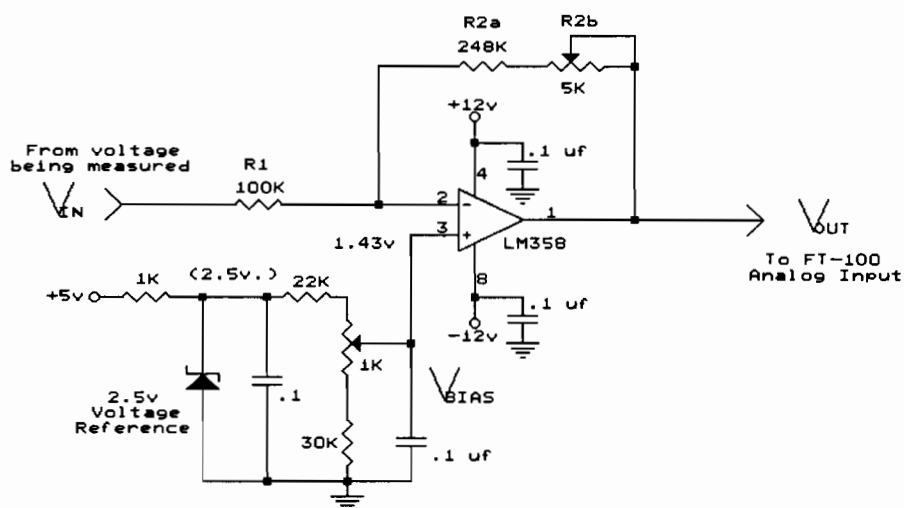 R2a
R2b
248K
5K
+12v
.1 uf
4
From voltage
being measured
R1
100K
VIN
2
-
3
+
1
LM358
1.43v
8
.1 uf
-12v
VOUT
To FT-100
Analog Input
1K
(2.5v.)
22K
+5v
1K
VBIAS
2.5v
Voltage
Reference
.1
30K
.1 uf